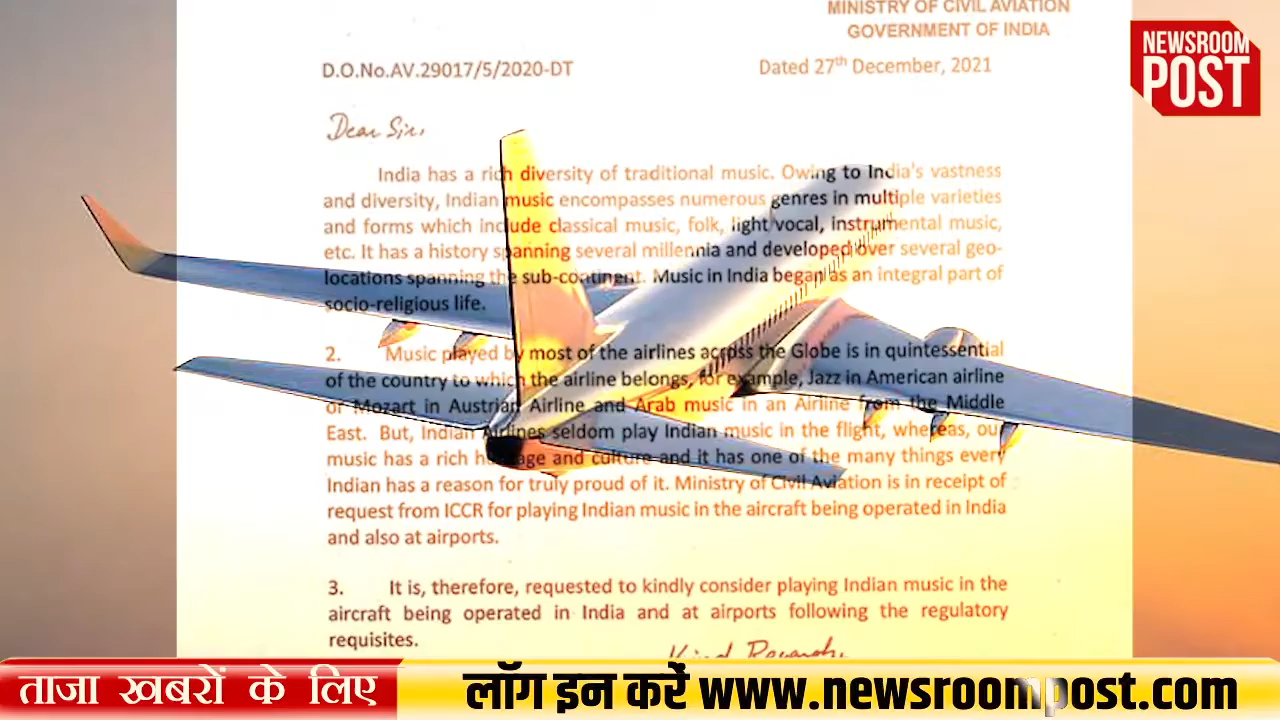 MINISTRY OF CIVIL AVIATION
GOVERNMENT OF INDIA
NEWSROOM
POST
D.O.No.AV.29017/5/2020-DT
Dated 27th December, 2021
Dear Sir,
India has a rich diversity of traditional music. Owing to India's vastness
and diversity, Indian music encompasses numerous genres in multiple varieties
and forms which include classical music, folk, light vocal, instrumental music,
etc. It has a history spanning several millennia and developed over several geo-
locations spanning the sub-continent. Music in India began as an integral part of
socio-religious life.
2. Music played by most of the airlines across the Globe is in quintessential
of the country to which the airline belongs, for example, Jazz in American airline
or Mozart in Austrian Airline and Arab music in an Airline from the Middle
East. But, Indian Airlines seldom play Indian music in the flight, whereas, our
music has a rich heritage and culture and it has one of the many things every
Indian has a reason for truly proud of it. Ministry of Civil Aviation is in receipt of
request from ICCR for playing Indian music in the aircraft being operated in India
and also at airports.
3. It is, therefore, requested to kindly consider playing Indian music in the
aircraft being operated in India and at airports following the regulatory
requisites.
Kind Regards,
ताजा खबरों के लिए
लॉग इन करें www.newsroompost.com